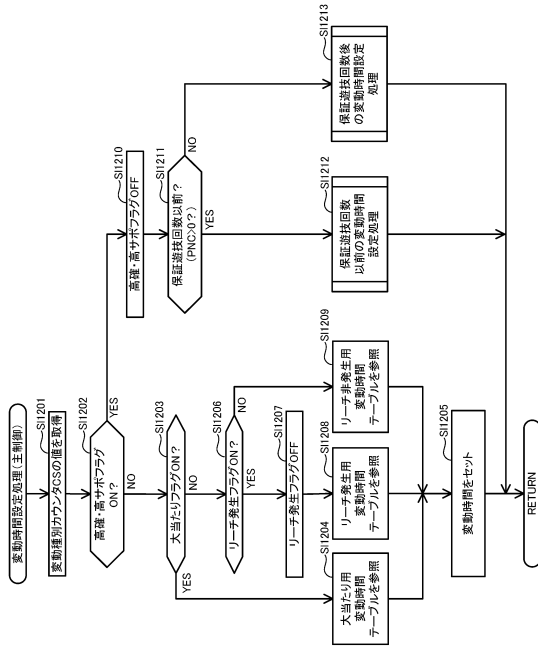 変動時間設定処理(主制御)
SI1201
変動種別カウンタCSの値を取得
SI1202
高確・高サポフラグ
ON?
YES
NO
SI1203
大当たりフラグON?
YES
NO
SI1206
リーチ発生フラグON?
NO
YES
SI1207
リーチ発生フラグOFF
SI1204
大当たり用
変動時間
テーブルを参照
SI1208
リーチ発生用
変動時間
テーブルを参照
SI1209
リーチ非発生用
変動時間
テーブルを参照
SI1205
変動時間をセット
SI1210
高確・高サポフラグOFF
SI1211
保証遊技回数以前?
(PNC>0?)
NO
YES
SI1212
保証遊技回数
以前の変動時間
設定処理
SI1213
保証遊技回数後
の変動時間設定
処理
RETURN